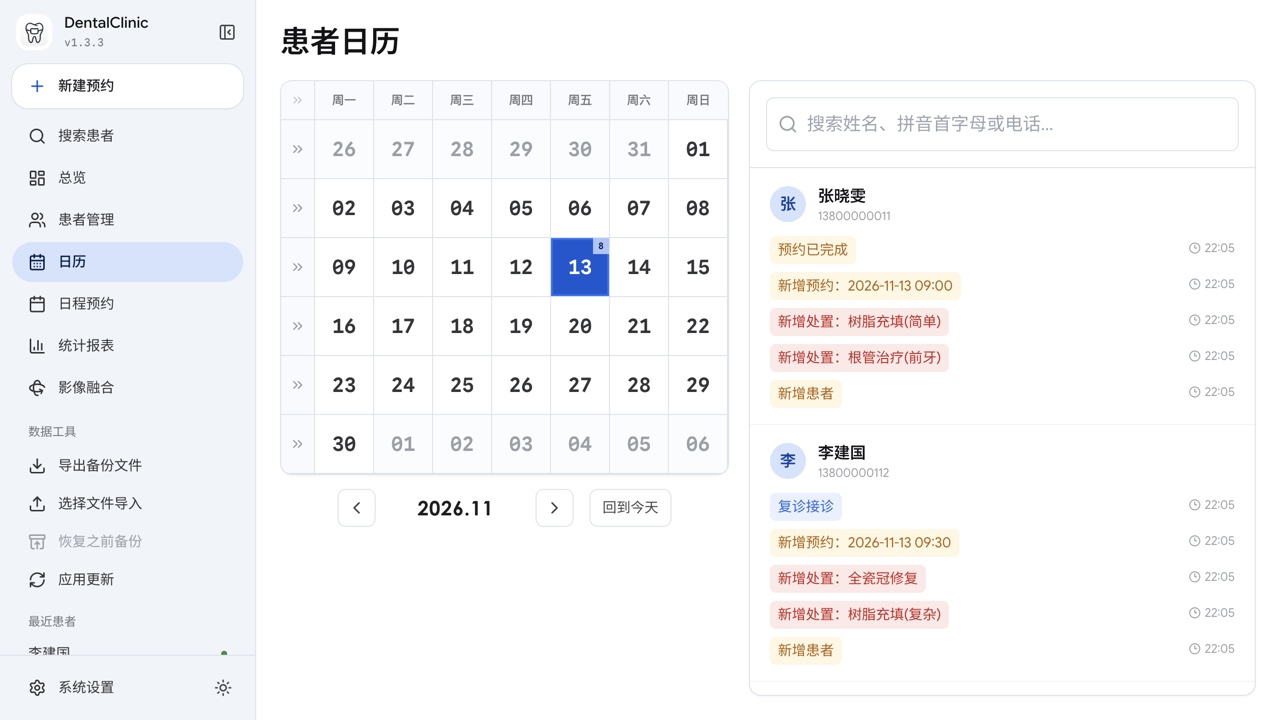 DentalClinic
v1.3.3
新建预约
搜索患者
总览
患者管理
日历
日程预约
统计报表
影像融合
数据工具
导出备份文件
选择文件导入
恢复之前备份
应用更新
最近患者
李建国
系统设置
患者日历
周一 周二 周三 周四 周五 周六 周日
26 27 28 29 30 31 01
02 03 04 05 06 07 08
09 10 11 12 13 8 14 15
16 17 18 19 20 21 22
23 24 25 26 27 28 29
30 01 02 03 04 05 06
2026.11 回到今天
搜索姓名、拼音首字母或电话...
张 张晓雯
13800000011
预约已完成 22:05
新增预约：2026-11-13 09:00 22:05
新增处置：树脂充填(简单) 22:05
新增处置：根管治疗(前牙) 22:05
新增患者 22:05
李 李建国
13800000112
复诊接诊 22:05
新增预约：2026-11-13 09:30 22:05
新增处置：全瓷冠修复 22:05
新增处置：树脂充填(复杂) 22:05
新增患者 22:05